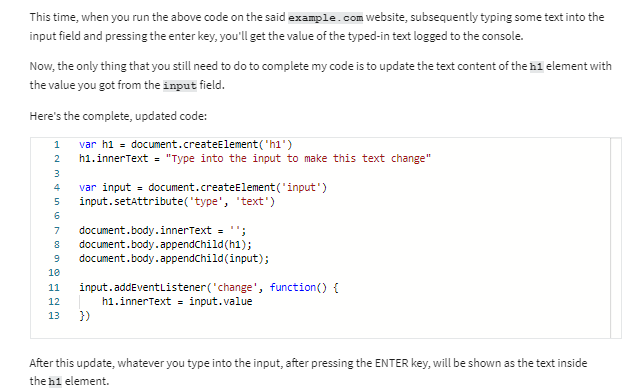 This time, when you run the above code on the said example.com website, subsequently typing some text into the
input field and pressing the enter key, you'll get the value of the typed-in text logged to the console.
Now, the only thing that you still need to do to complete my code is to update the text content of the h1 element with
the value you got from the input field.
Here's the complete, updated code:
1 var h1 = document.createElement('h1')
2 h1.innerText = "Type into the input to make this text change"
3
4 var input = document.createElement('input')
5 input.setAttribute('type', 'text')
6
7 document.body.innerText = '';
8 document.body.appendChild(h1);
9 document.body.appendChild(input);
10
11 input.addEventListener('change', function() {
12 h1.innerText = input.value
13 })
After this update, whatever you type into the input, after pressing the ENTER key, will be shown as the text inside
the h1 element.